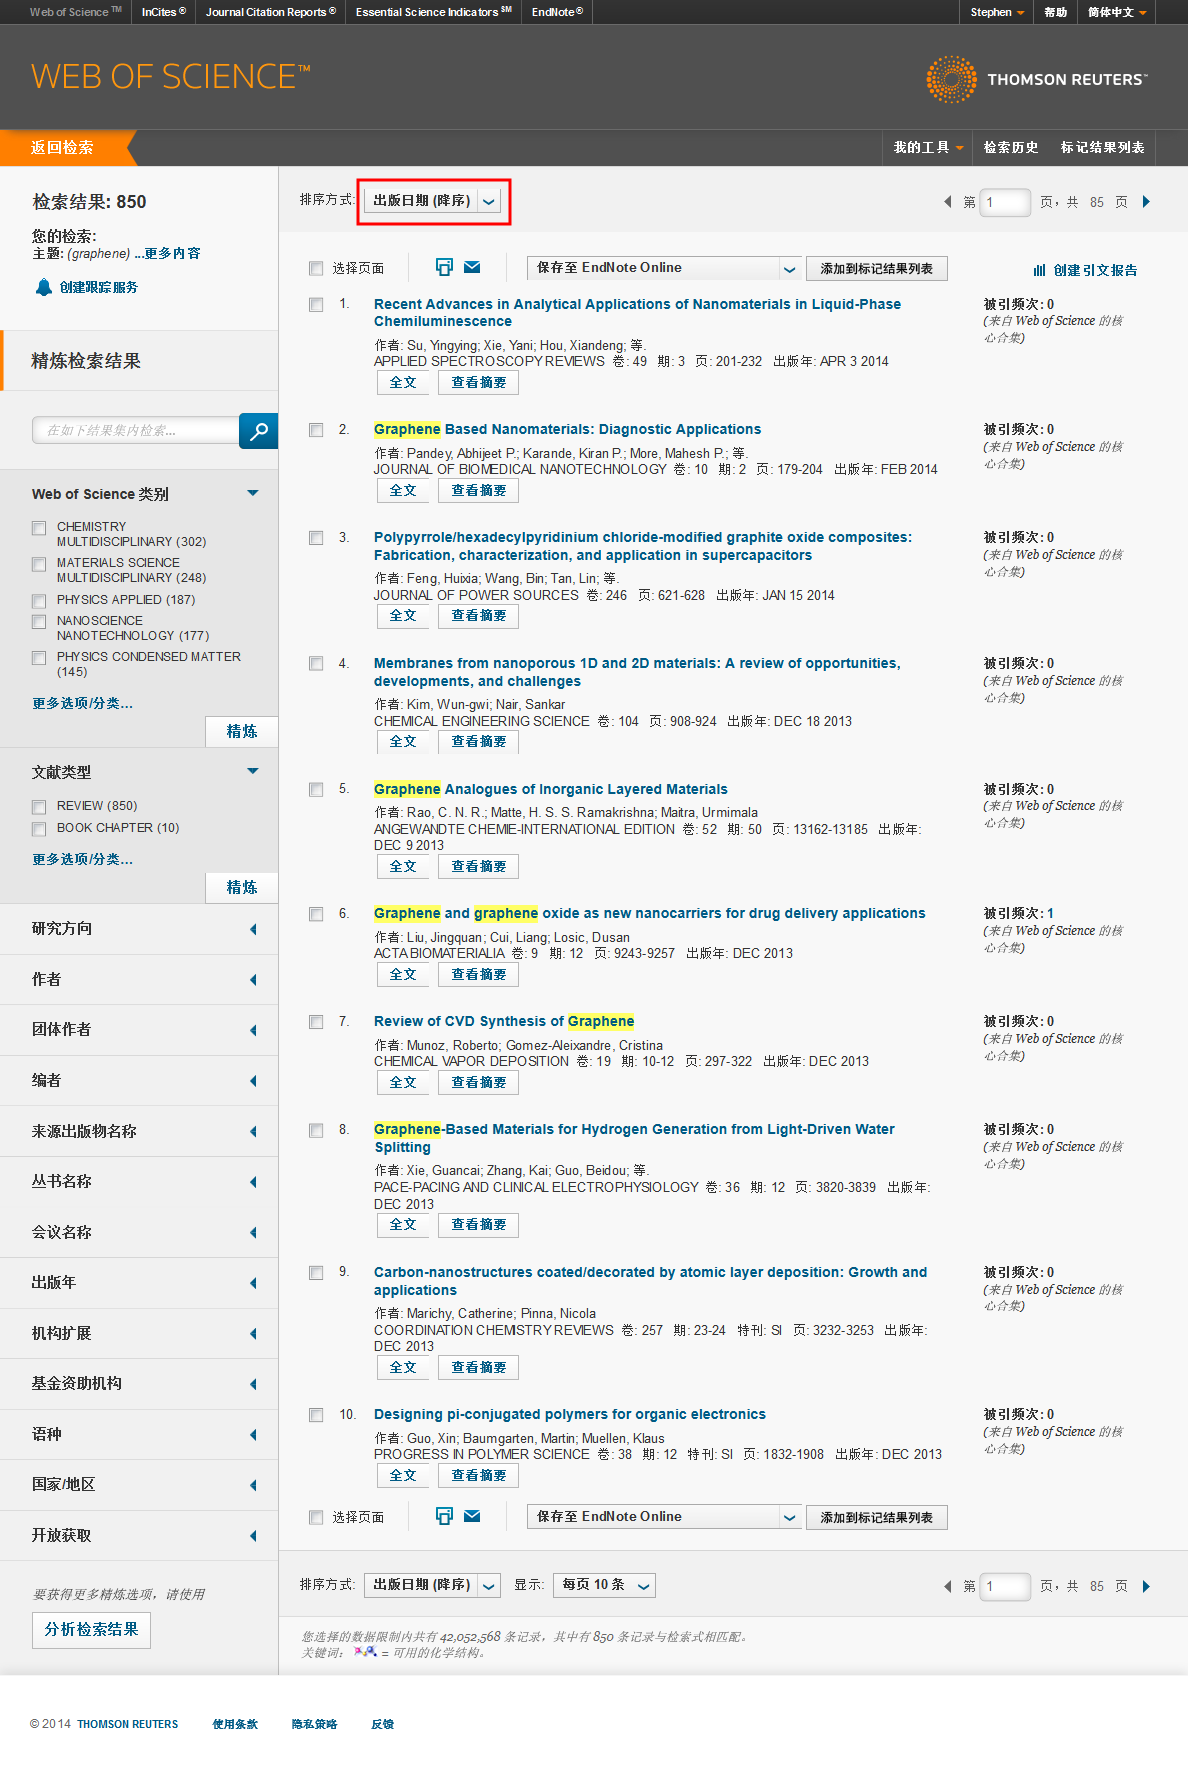 Web of Science TM InCites ® Journal Citation Reports ® Essential Science Indicators SM EndNote ® Stephen 帮助 简体中文
WEB OF SCIENCE™ THOMSON REUTERS™
返回检索 我的工具 检索历史 标记结果列表
检索结果: 850
您的检索:
主题: (graphene) ...更多内容
创建跟踪服务
精炼检索结果
在如下结果集内检索...
Web of Science 类别
CHEMISTRY
MULTIDISCIPLINARY (302)
MATERIALS SCIENCE
MULTIDISCIPLINARY (248)
PHYSICS APPLIED (187)
NANOSCIENCE
NANOTECHNOLOGY (177)
PHYSICS CONDENSED MATTER
(145)
更多选项/分类...
精炼
文献类型
REVIEW (850)
BOOK CHAPTER (10)
更多选项/分类...
精炼
研究方向
作者
团体作者
编者
来源出版物名称
丛书名称
会议名称
出版年
机构扩展
基金资助机构
语种
国家/地区
开放获取
要获得更多精炼选项，请使用
分析检索结果
排序方式: 出版日期 (降序) 第 1 页，共 85 页
选择页面 保存至 EndNote Online 添加到标记结果列表 创建引文报告
1. Recent Advances in Analytical Applications of Nanomaterials in Liquid-Phase
Chemiluminescence
作者: Su, Yingying; Xie, Yani; Hou, Xiandeng; 等.
APPLIED SPECTROSCOPY REVIEWS 卷: 49 期: 3 页: 201-232 出版年: APR 3 2014
全文 查看摘要
被引频次: 0
(来自 Web of Science 的核
心合集)
2. Graphene Based Nanomaterials: Diagnostic Applications
作者: Pandey, Abhijeet P.; Karande, Kiran P.; More, Mahesh P.; 等.
JOURNAL OF BIOMEDICAL NANOTECHNOLOGY 卷: 10 期: 2 页: 179-204 出版年: FEB 2014
全文 查看摘要
被引频次: 0
(来自 Web of Science 的核
心合集)
3. Polypyrrole/hexadecylpyridinium chloride-modified graphite oxide composites:
Fabrication, characterization, and application in supercapacitors
作者: Feng, Huixia; Wang, Bin; Tan, Lin; 等.
JOURNAL OF POWER SOURCES 卷: 246 页: 621-628 出版年: JAN 15 2014
全文 查看摘要
被引频次: 0
(来自 Web of Science 的核
心合集)
4. Membranes from nanoporous 1D and 2D materials: A review of opportunities,
developments, and challenges
作者: Kim, Wun-gwi; Nair, Sankar
CHEMICAL ENGINEERING SCIENCE 卷: 104 页: 908-924 出版年: DEC 18 2013
全文 查看摘要
被引频次: 0
(来自 Web of Science 的核
心合集)
5. Graphene Analogues of Inorganic Layered Materials
作者: Rao, C. N. R.; Matte, H. S. S. Ramakrishna; Maitra, Urmimala
ANGEWANDTE CHEMIE-INTERNATIONAL EDITION 卷: 52 期: 50 页: 13162-13185 出版年:
DEC 9 2013
全文 查看摘要
被引频次: 0
(来自 Web of Science 的核
心合集)
6. Graphene and graphene oxide as new nanocarriers for drug delivery applications
作者: Liu, Jingquan; Cui, Liang; Losic, Dusan
ACTA BIOMATERIALIA 卷: 9 期: 12 页: 9243-9257 出版年: DEC 2013
全文 查看摘要
被引频次: 1
(来自 Web of Science 的核
心合集)
7. Review of CVD Synthesis of Graphene
作者: Munoz, Roberto; Gomez-Aleixandre, Cristina
CHEMICAL VAPOR DEPOSITION 卷: 19 期: 10-12 页: 297-322 出版年: DEC 2013
全文 查看摘要
被引频次: 0
(来自 Web of Science 的核
心合集)
8. Graphene-Based Materials for Hydrogen Generation from Light-Driven Water
Splitting
作者: Xie, Guancai; Zhang, Kai; Guo, Beidou; 等.
PACE-PACING AND CLINICAL ELECTROPHYSIOLOGY 卷: 36 期: 12 页: 3820-3839 出版年:
DEC 2013
全文 查看摘要
被引频次: 0
(来自 Web of Science 的核
心合集)
9. Carbon-nanostructures coated/decorated by atomic layer deposition: Growth and
applications
作者: Marichy, Catherine; Pinna, Nicola
COORDINATION CHEMISTRY REVIEWS 卷: 257 期: 23-24 特刊: SI 页: 3232-3253 出版年:
DEC 2013
全文 查看摘要
被引频次: 0
(来自 Web of Science 的核
心合集)
10. Designing pi-conjugated polymers for organic electronics
作者: Guo, Xin; Baumgarten, Martin; Muellen, Klaus
PROGRESS IN POLYMER SCIENCE 卷: 38 期: 12 特刊: SI 页: 1832-1908 出版年: DEC 2013
全文 查看摘要
被引频次: 0
(来自 Web of Science 的核
心合集)
选择页面 保存至 EndNote Online 添加到标记结果列表
排序方式: 出版日期 (降序) 显示: 每页 10 条 第 1 页，共 85 页
您选择的数据限制内共有 42,052,568 条记录，其中有 850 条记录与检索式相匹配。
关键词： = 可用的化学结构。
© 2014 THOMSON REUTERS 使用条款 隐私策略 反馈